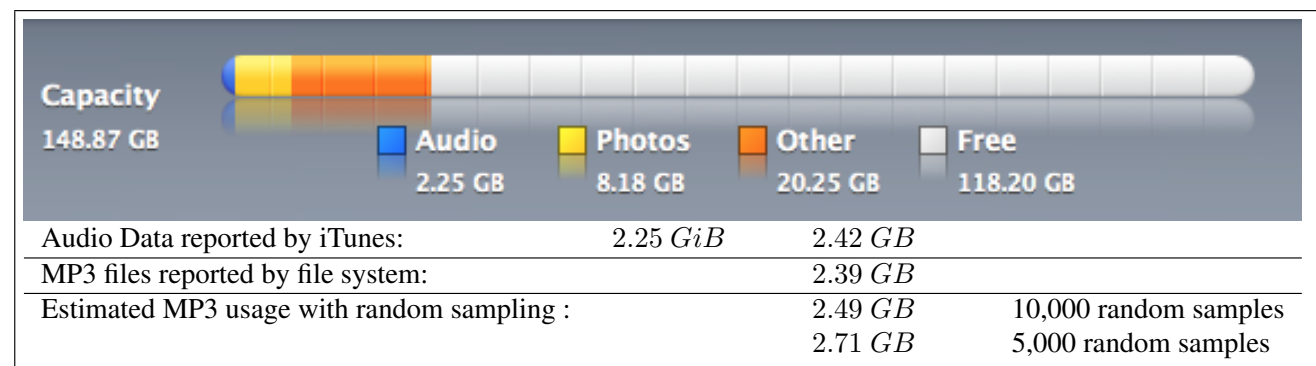 Capacity
148.87 GB
Audio Photos Other Free
2.25 GB 8.18 GB 20.25 GB 118.20 GB
Audio Data reported by iTunes: 2.25 GiB 2.42 GB
MP3 files reported by file system: 2.39 GB
Estimated MP3 usage with random sampling : 2.49 GB 10,000 random samples
2.71 GB 5,000 random samples